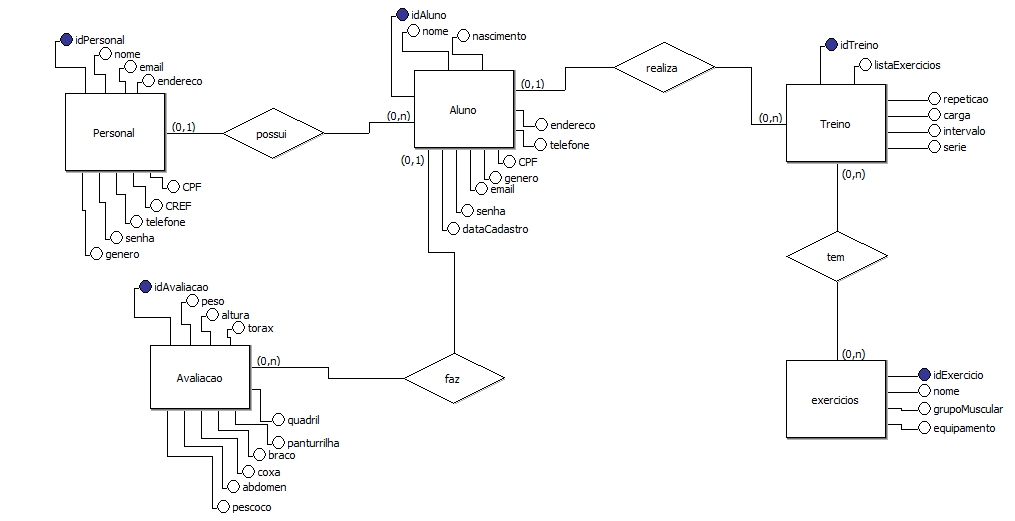 idPersonal
nome
email
endereco
Personal
(0,1)
possui
(0,n)
CPF
CREF
telefone
senha
genero
idAluno
nome
nascimento
Aluno
(0,1)
endereco
telefone
(0,1)
CPF
genero
email
senha
dataCadastro
realiza
(0,n)
idTreino
listaExercicios
Treino
repeticao
carga
intervalo
serie
(0,n)
tem
(0,n)
exercicios
idExercicio
nome
grupoMuscular
equipamento
idAvaliacao
peso
altura
torax
Avaliacao
(0,n)
faz
quadril
panturrilha
braco
coxa
abdomen
pescoco